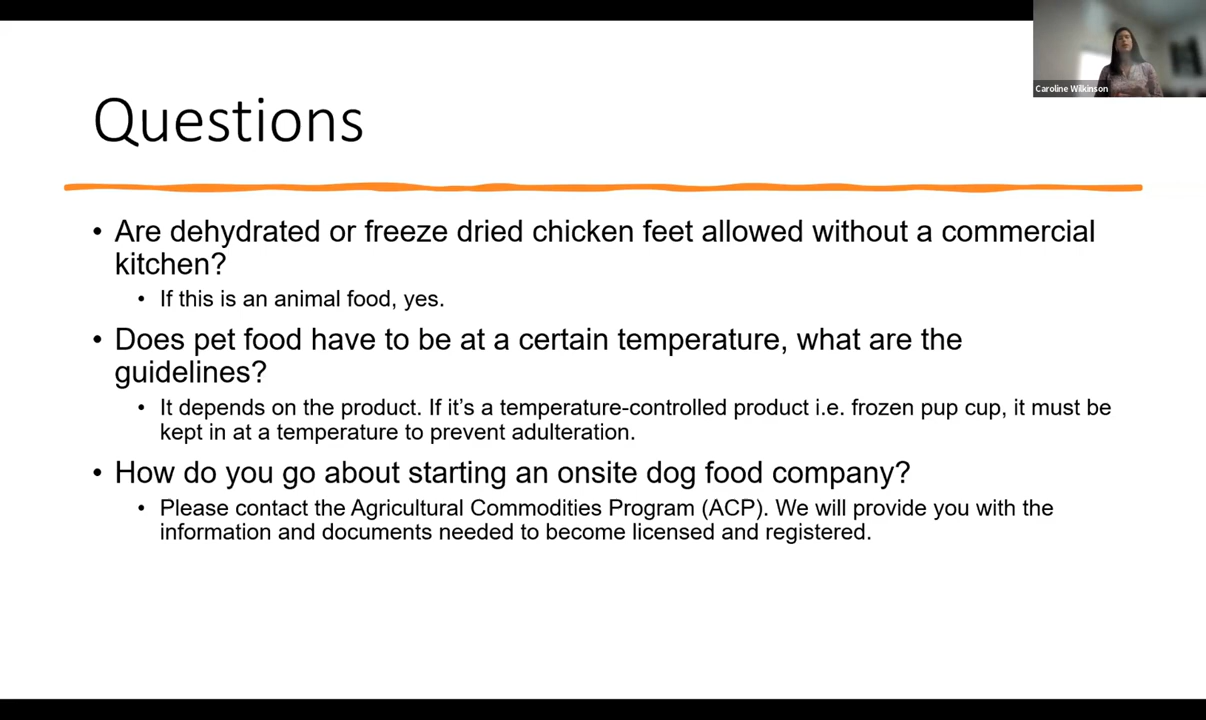 Caroline Wilkinson
Questions
• Are dehydrated or freeze dried chicken feet allowed without a commercial
kitchen?
• If this is an animal food, yes.
• Does pet food have to be at a certain temperature, what are the
guidelines?
• It depends on the product. If it’s a temperature-controlled product i.e. frozen pup cup, it must be
kept in at a temperature to prevent adulteration.
• How do you go about starting an onsite dog food company?
• Please contact the Agricultural Commodities Program (ACP). We will provide you with the
information and documents needed to become licensed and registered.